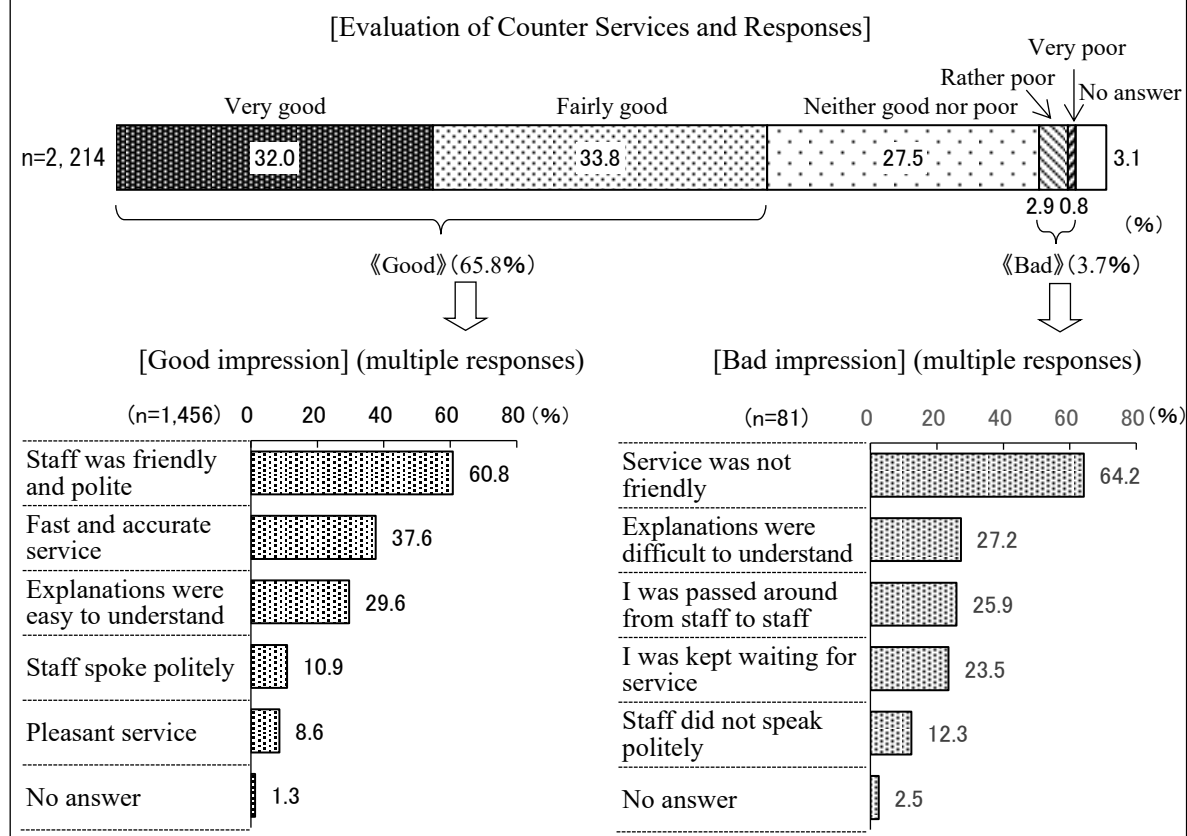 [Evaluation of Counter Services and Responses]
Very poor
Rather poor
No answer
Very good
Fairly good
Neither good nor poor
n=2, 214
32.0
33.8
27.5
3.1
2.9 0.8
(%)
《Good》(65.8%)
《Bad》(3.7%)
[Good impression] (multiple responses)
(n=1,456) 0 20 40 60 80 (%)
Staff was friendly
and polite
60.8
Fast and accurate
service
37.6
Explanations were
easy to understand
29.6
Staff spoke politely
10.9
Pleasant service
8.6
No answer
1.3
[Bad impression] (multiple responses)
(n=81) 0 20 40 60 80 (%)
Service was not
friendly
64.2
Explanations were
difficult to understand
27.2
I was passed around
from staff to staff
25.9
I was kept waiting for
service
23.5
Staff did not speak
politely
12.3
No answer
2.5